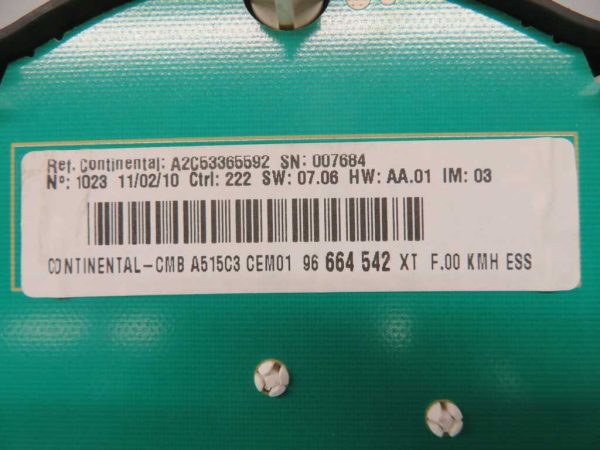 Ref. Continental: A2C53365592 SN: 007684
Nº: 1023 11/02/10 Ctrl: 222 SW: 07.06 HW: AA.01 IM: 03
CONTINENTAL-CMB A515C3 CEM01 96 664 542 XT F.00 KMH ESS